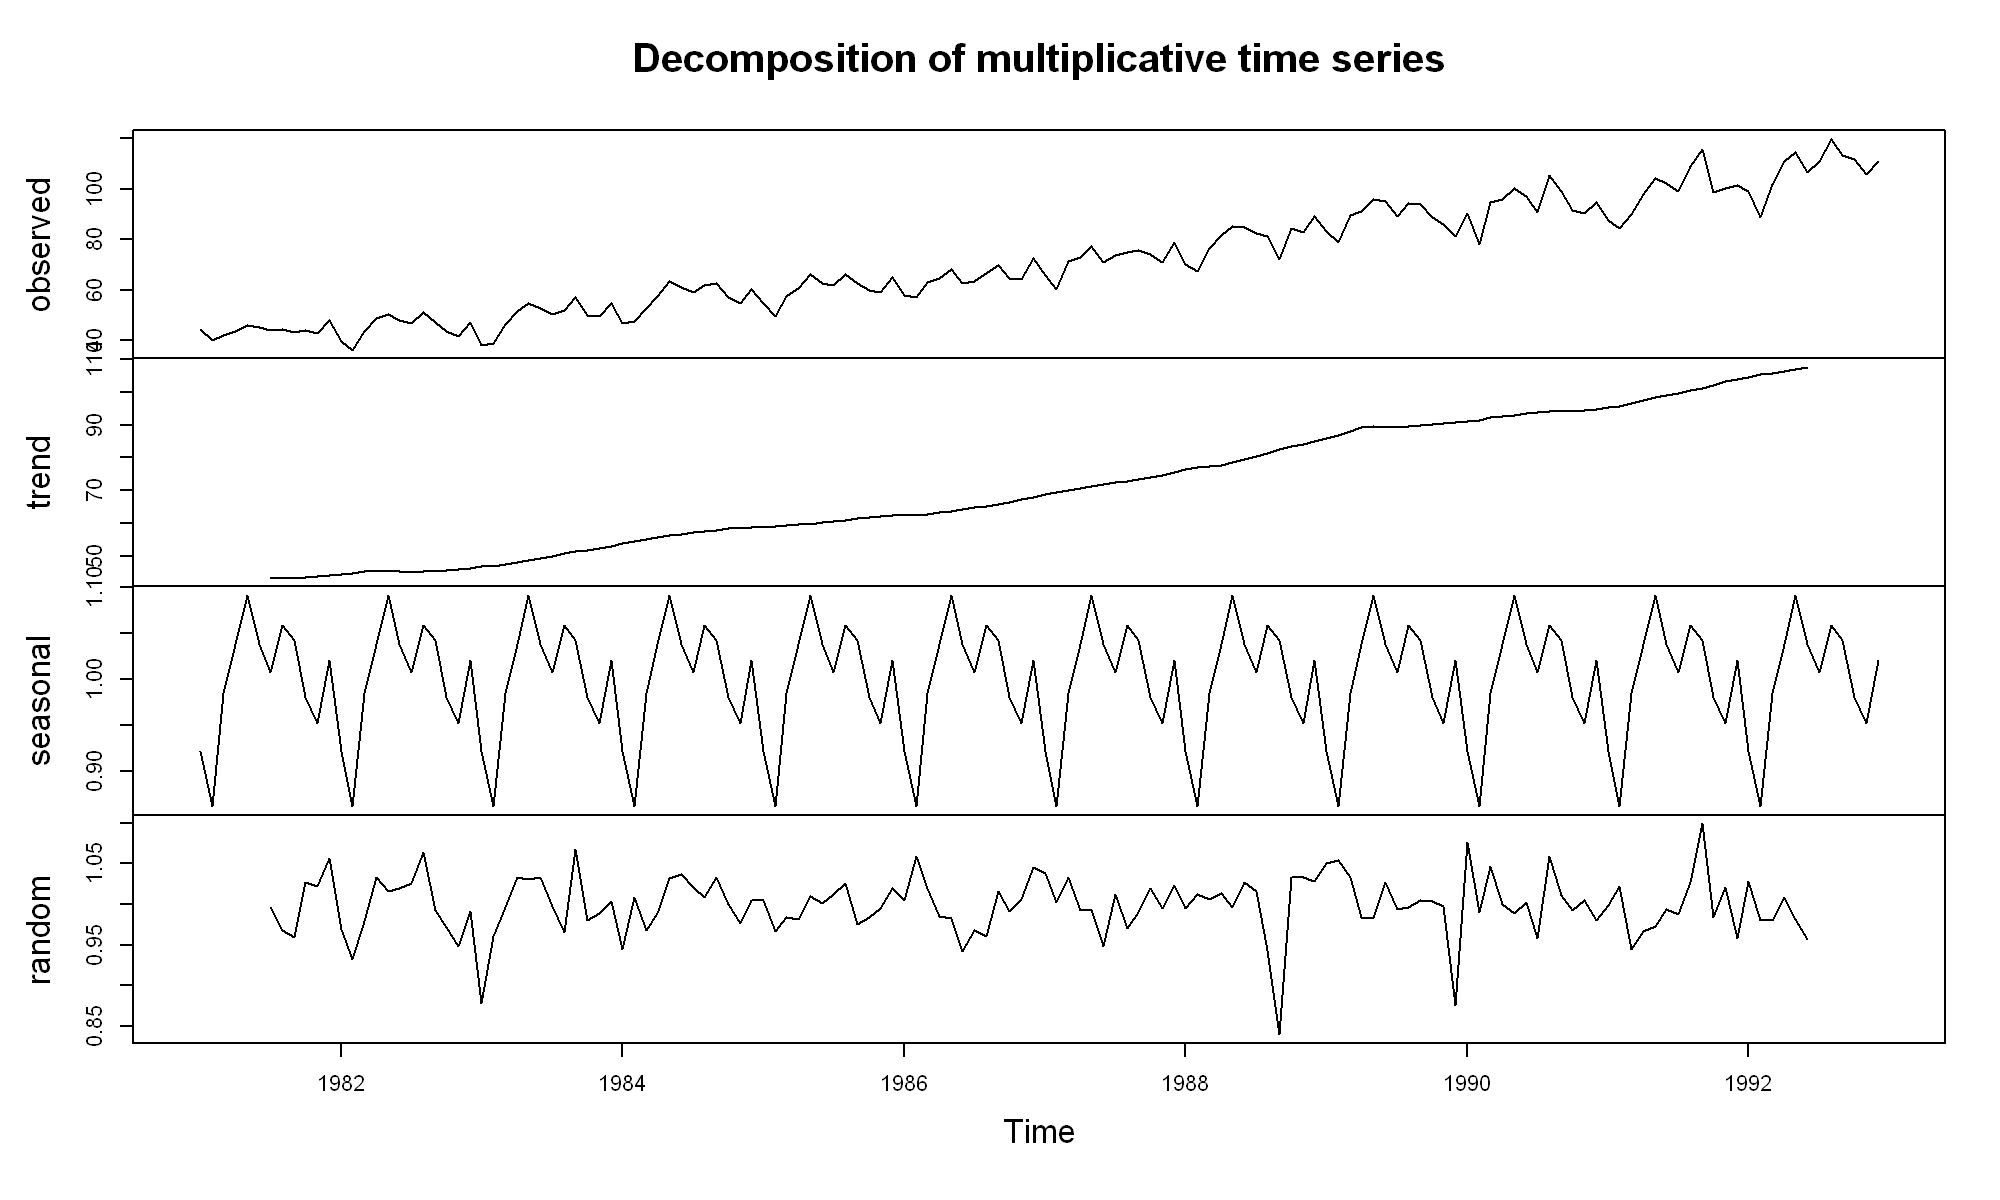 Decomposition of multiplicative time series
observed
40 60 80 100
trend
50 70 90 110
seasonal
0.90 1.00 1.10
random
0.85 0.95 1.05
1982 1984 1986 1988 1990 1992
Time